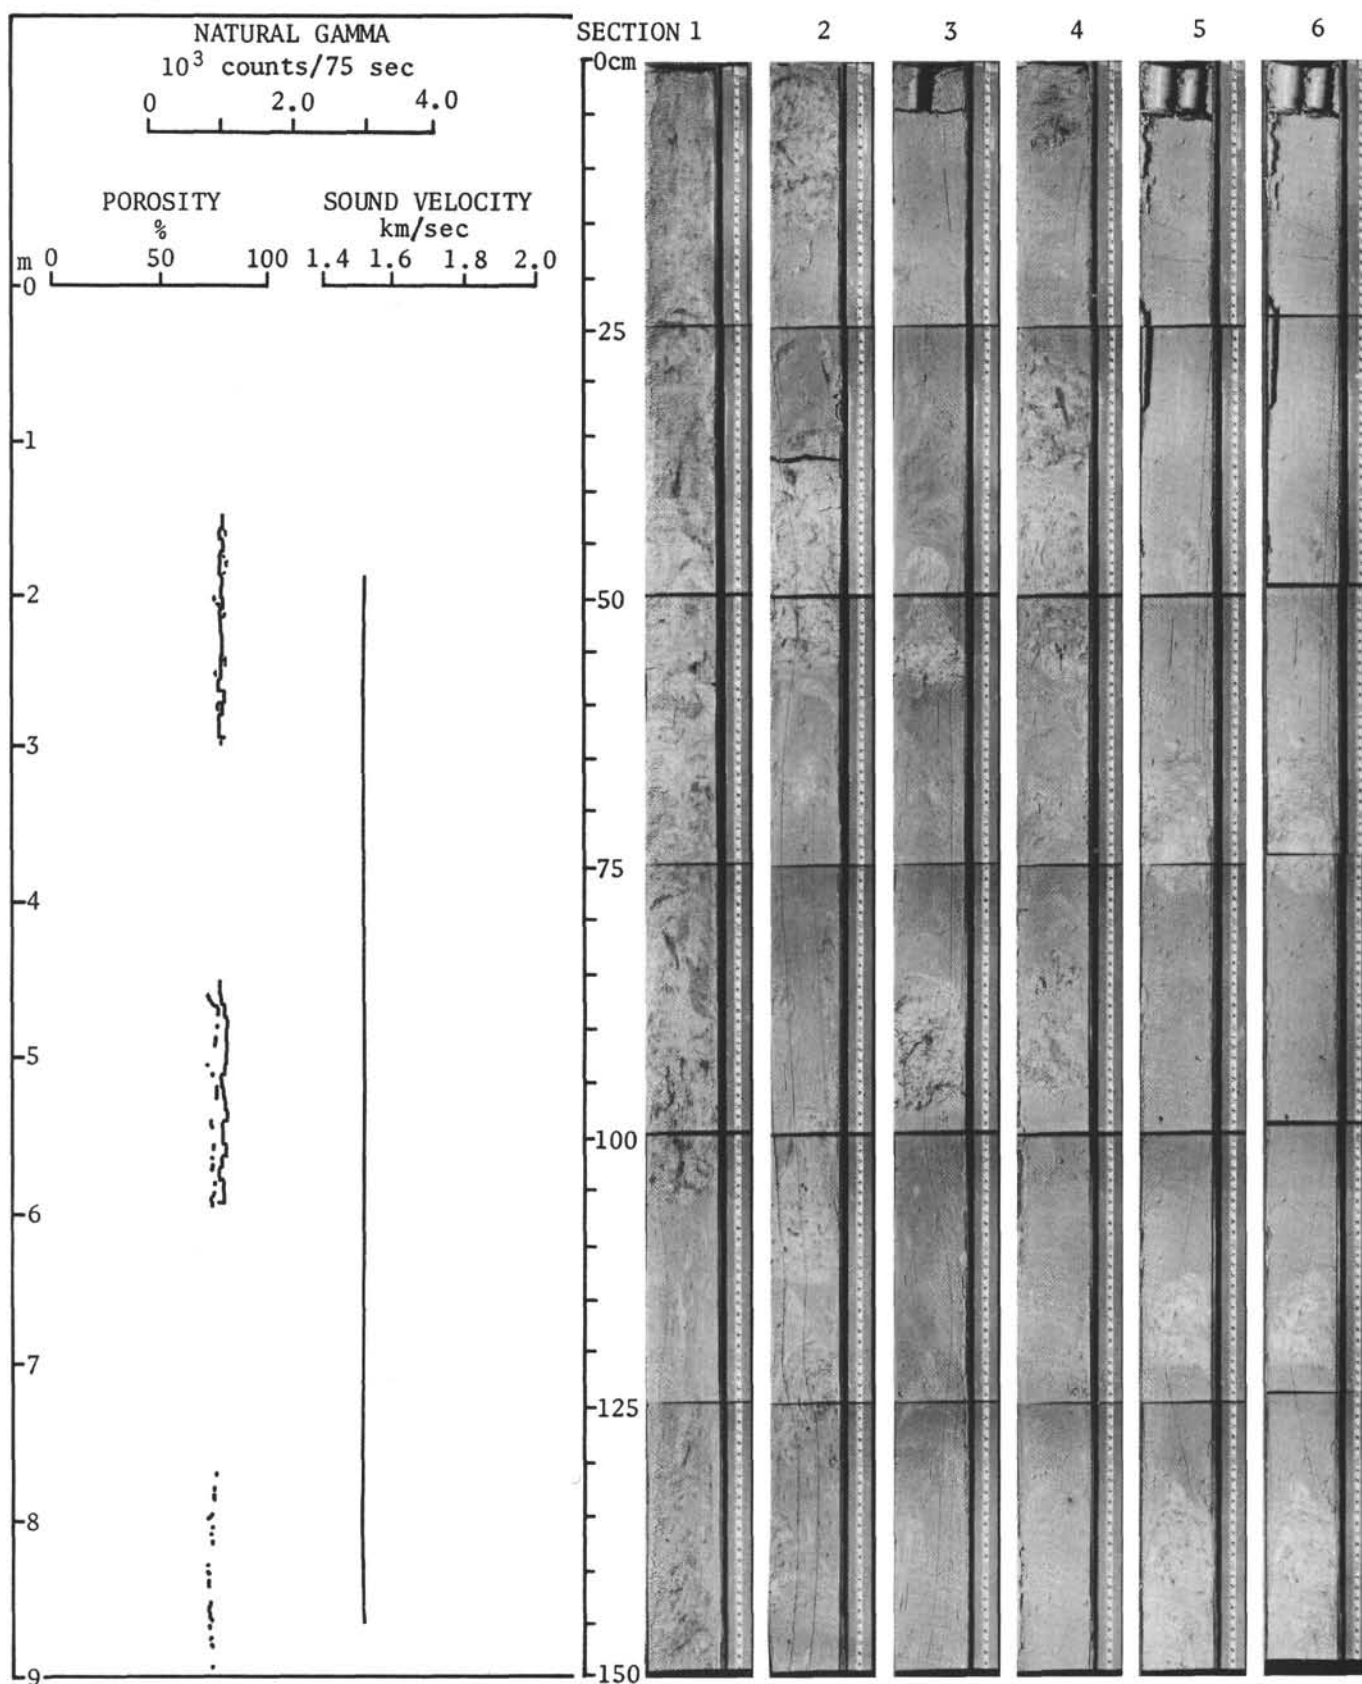 NATURAL GAMMA
10³ counts/75 sec
0 2.0 4.0
POROSITY
%
0 50 100
SOUND VELOCITY
km/sec
1.4 1.6 1.8 2.0
m
0
1
2
3
4
5
6
7
8
9
SECTION 1 2 3 4 5 6
0cm
25
50
75
100
125
150